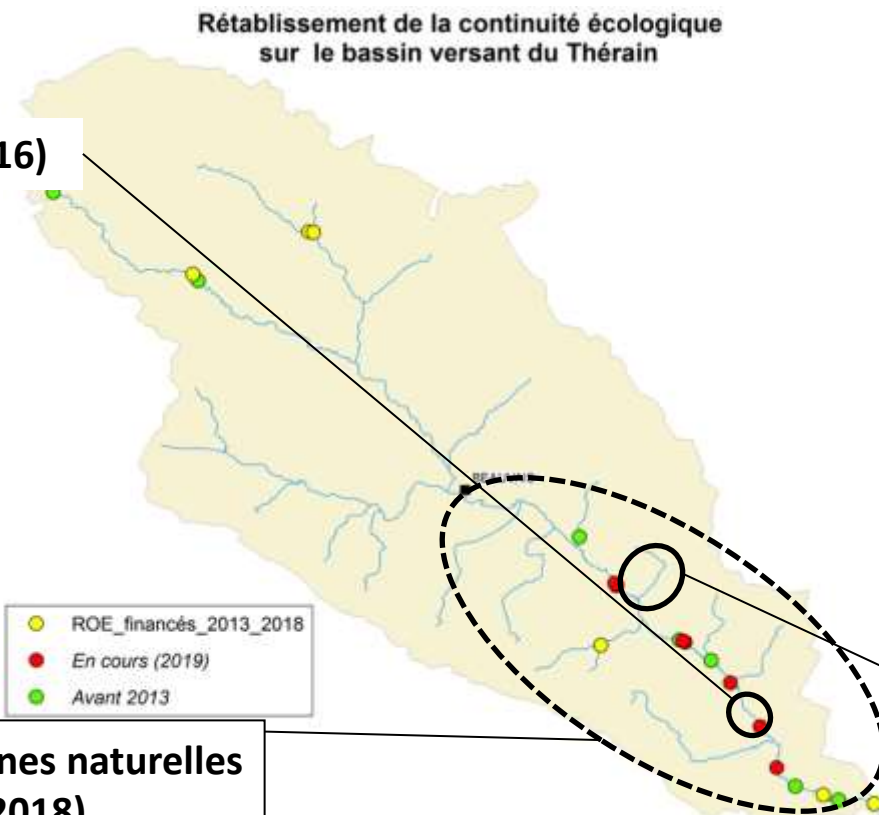 Rétablissement de la continuité écologique
sur le bassin versant du Thérain
16)
ROE_financés_2013_2018
En cours (2019)
Avant 2013
nes naturelles
2018)